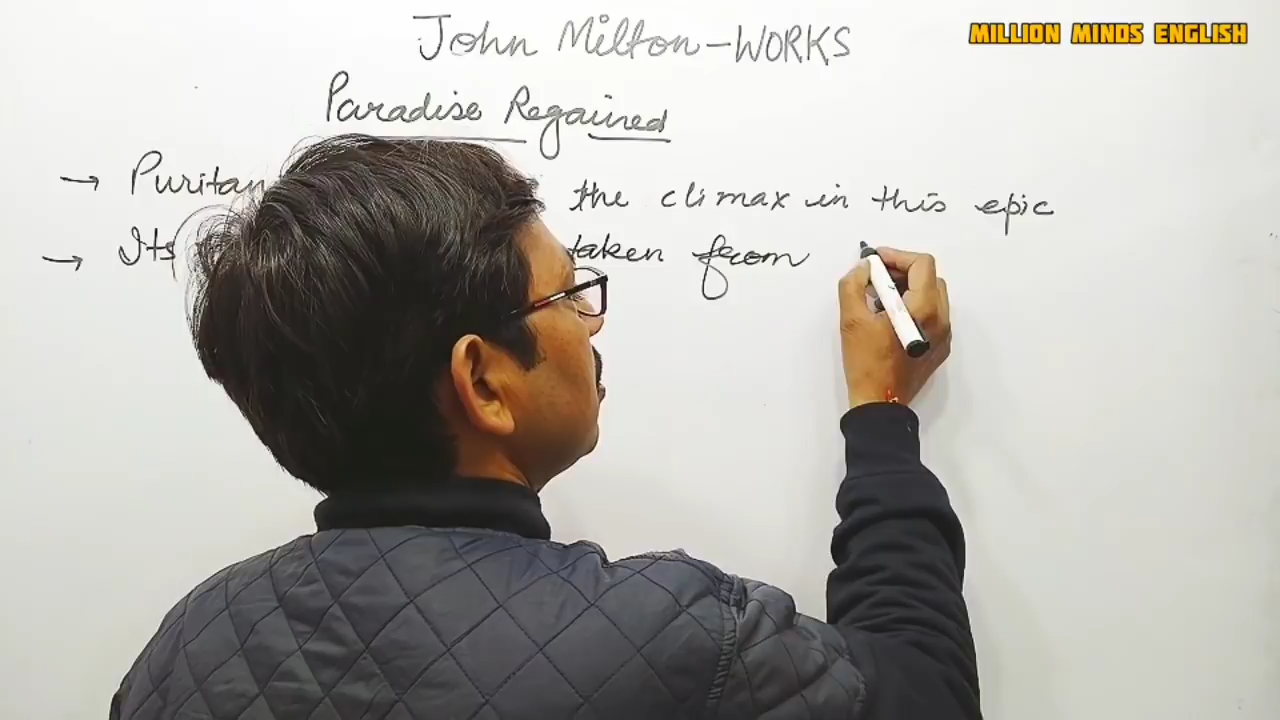 John Milton - WORKS
MILLION MINDS ENGLISH
Paradise Regained
→ Puritan the climax in this epic
→ Its taken from